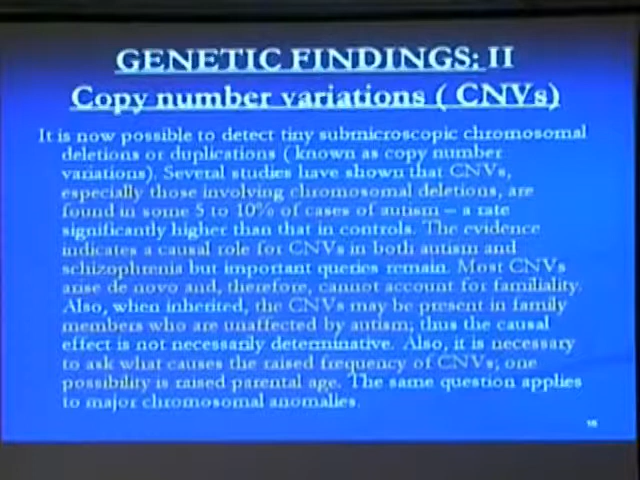 GENETIC FINDINGS: II
Copy number variations ( CNVs)
It is now possible to detect tiny submicroscopic chromosomal
deletions or duplications ( known as copy number
variations). Several studies have shown that CNVs,
especially those involving chromosomal deletions, are
found in some 5 to 10% of cases of autism – a rate
significantly higher than that in controls. The evidence
indicates a causal role for CNVs in both autism and
schizophrenia but important queries remain. Most CNVs
arise de novo and, therefore, cannot account for familiality.
Also, when inherited, the CNVs may be present in family
members who are unaffected by autism; thus the causal
effect is not necessarily determinative. Also, it is necessary
to ask what causes the raised frequency of CNVs; one
possibility is raised parental age. The same question applies
to major chromosomal anomalies.